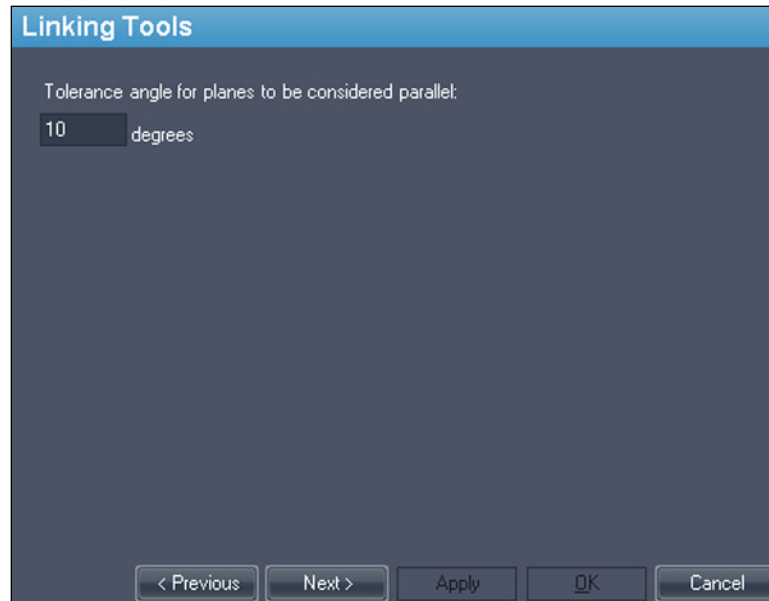 Linking Tools
Tolerance angle for planes to be considered parallel:
10 degrees
< Previous Next > Apply OK Cancel